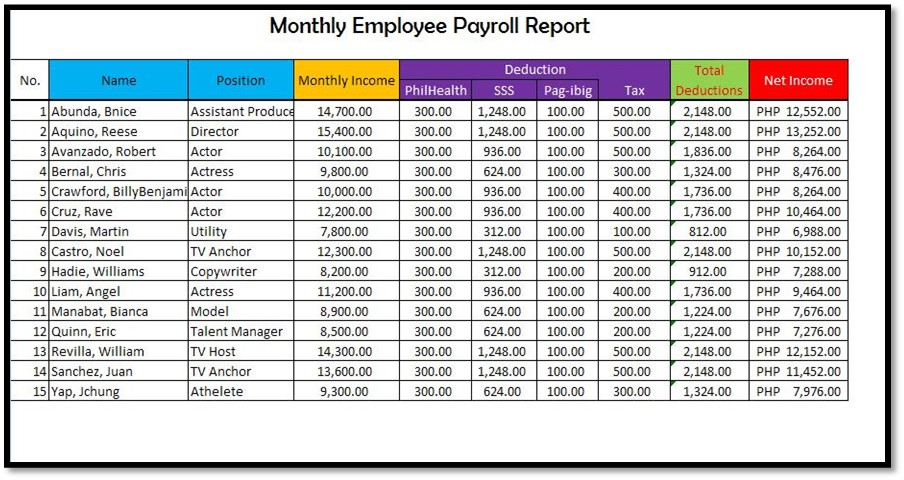 Monthly Employee Payroll Report
No. Name Position Monthly Income Deduction Total Deductions Net Income
PhilHealth SSS Pag-ibig Tax
1 Abunda, Bnice Assistant Produce 14,700.00 300.00 1,248.00 100.00 500.00 2,148.00 PHP 12,552.00
2 Aquino, Reese Director 15,400.00 300.00 1,248.00 100.00 500.00 2,148.00 PHP 13,252.00
3 Avanzado, Robert Actor 10,100.00 300.00 936.00 100.00 500.00 1,836.00 PHP 8,264.00
4 Bernal, Chris Actress 9,800.00 300.00 624.00 100.00 300.00 1,324.00 PHP 8,476.00
5 Crawford, BillyBenjami Actor 10,000.00 300.00 936.00 100.00 400.00 1,736.00 PHP 8,264.00
6 Cruz, Rave Actor 12,200.00 300.00 936.00 100.00 400.00 1,736.00 PHP 10,464.00
7 Davis, Martin Utility 7,800.00 300.00 312.00 100.00 100.00 812.00 PHP 6,988.00
8 Castro, Noel TV Anchor 12,300.00 300.00 1,248.00 100.00 500.00 2,148.00 PHP 10,152.00
9 Hadie, Williams Copywriter 8,200.00 300.00 312.00 100.00 200.00 912.00 PHP 7,288.00
10 Liam, Angel Actress 11,200.00 300.00 936.00 100.00 400.00 1,736.00 PHP 9,464.00
11 Manabat, Bianca Model 8,900.00 300.00 624.00 100.00 200.00 1,224.00 PHP 7,676.00
12 Quinn, Eric Talent Manager 8,500.00 300.00 624.00 100.00 200.00 1,224.00 PHP 7,276.00
13 Revilla, William TV Host 14,300.00 300.00 1,248.00 100.00 500.00 2,148.00 PHP 12,152.00
14 Sanchez, Juan TV Anchor 13,600.00 300.00 1,248.00 100.00 500.00 2,148.00 PHP 11,452.00
15 Yap, Jchung Athelete 9,300.00 300.00 624.00 100.00 300.00 1,324.00 PHP 7,976.00